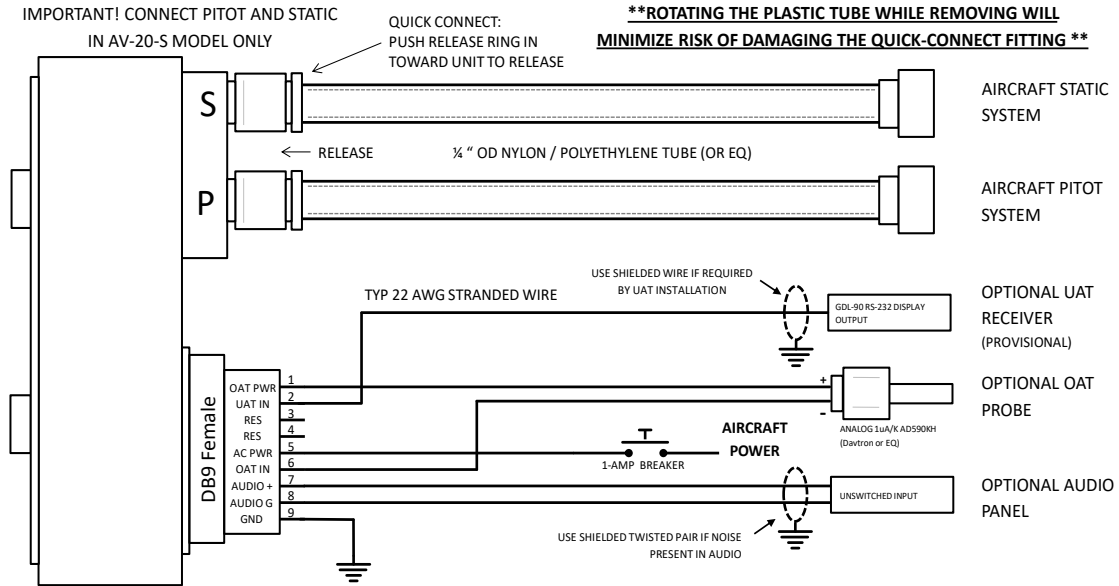 IMPORTANT! CONNECT PITOT AND STATIC
IN AV-20-S MODEL ONLY
QUICK CONNECT:
PUSH RELEASE RING IN
TOWARD UNIT TO RELEASE
**ROTATING THE PLASTIC TUBE WHILE REMOVING WILL
MINIMIZE RISK OF DAMAGING THE QUICK-CONNECT FITTING **
S
AIRCRAFT STATIC
SYSTEM
RELEASE
¼ “ OD NYLON / POLYETHYLENE TUBE (OR EQ)
P
AIRCRAFT PITOT
SYSTEM
USE SHIELDED WIRE IF REQUIRED
BY UAT INSTALLATION
TYP 22 AWG STRANDED WIRE
GDL-90 RS-232 DISPLAY
OUTPUT
OPTIONAL UAT
RECEIVER
(PROVISIONAL)
DB9 Female
OAT PWR 1
UAT IN 2
RES 3
RES 4
AC PWR 5
OAT IN 6
AUDIO + 7
AUDIO G 8
GND 9
+
-
ANALOG 1uA/K AD590KH
(Davtron or EQ)
OPTIONAL OAT
PROBE
1-AMP BREAKER
AIRCRAFT
POWER
UNSWITCHED INPUT
OPTIONAL AUDIO
PANEL
USE SHIELDED TWISTED PAIR IF NOISE
PRESENT IN AUDIO